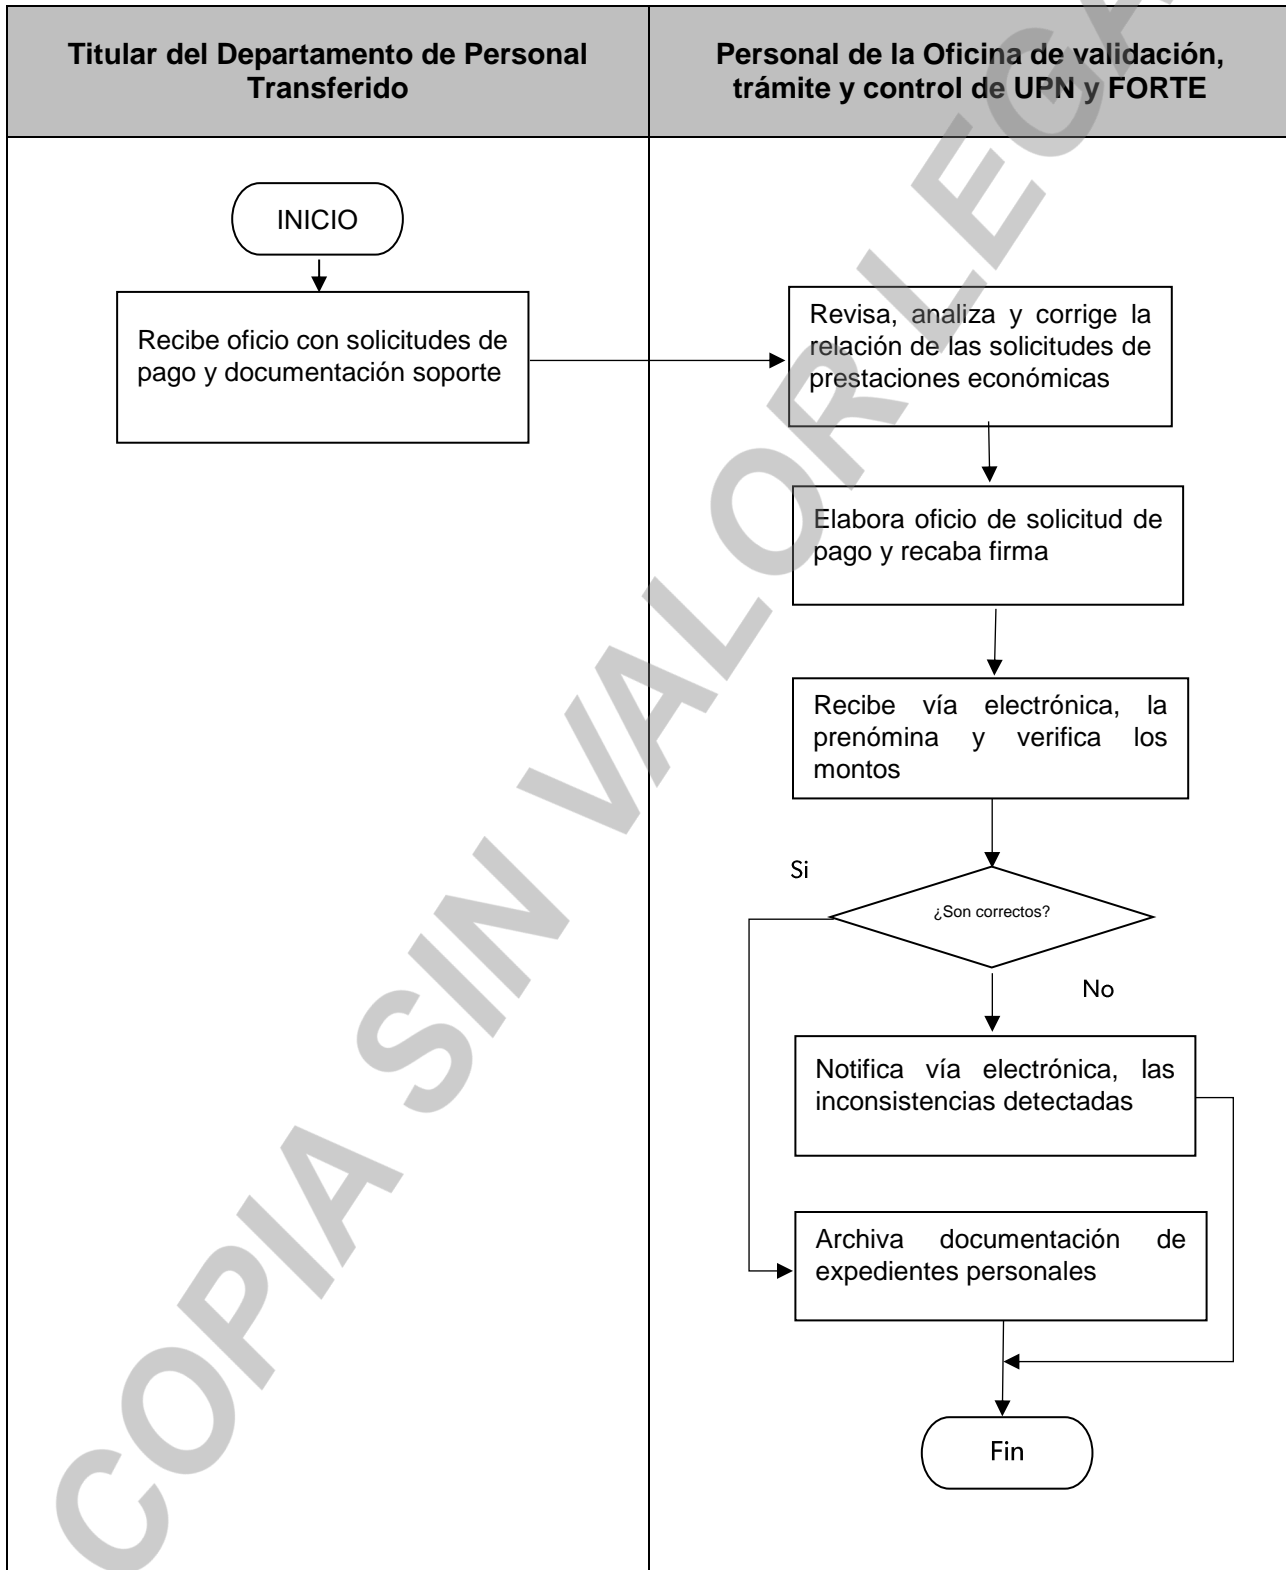 Titular del Departamento de Personal
Transferido
Personal de la Oficina de validación,
trámite y control de UPN y FORTE
INICIO
Recibe oficio con solicitudes de
pago y documentación soporte
Revisa, analiza y corrige la
relación de las solicitudes de
prestaciones económicas
Elabora oficio de solicitud de
pago y recaba firma
Recibe vía electrónica, la
prenómina y verifica los
montos
Si
¿Son correctos?
No
Notifica vía electrónica, las
inconsistencias detectadas
Archiva documentación de
expedientes personales
Fin
COPIA SIN VALOR LEGA